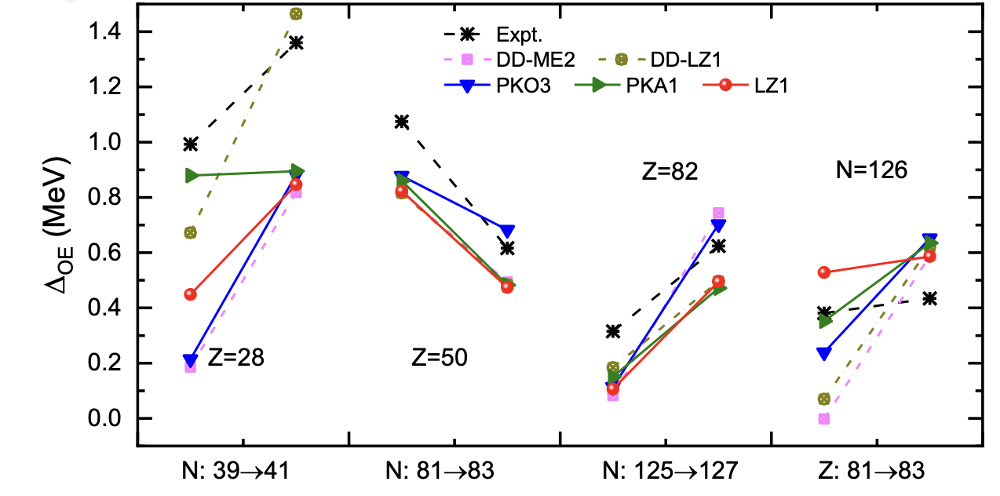 1.4
1.2
1.0
0.8
0.6
0.4
0.2
0.0
Δ_OE (MeV)
Expt.
DD-ME2 DD-LZ1
PKO3 PKA1 LZ1
Z=28
Z=50
Z=82
N=126
N: 39→41 N: 81→83 N: 125→127 Z: 81→83